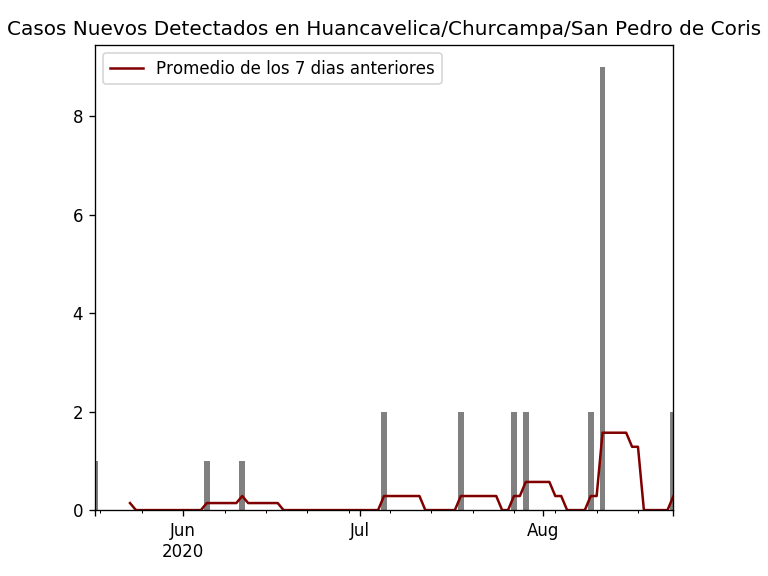 Casos Nuevos Detectados en Huancavelica/Churcampa/San Pedro de Coris
Promedio de los 7 dias anteriores
8
6
4
2
0
Jun
2020
Jul
Aug